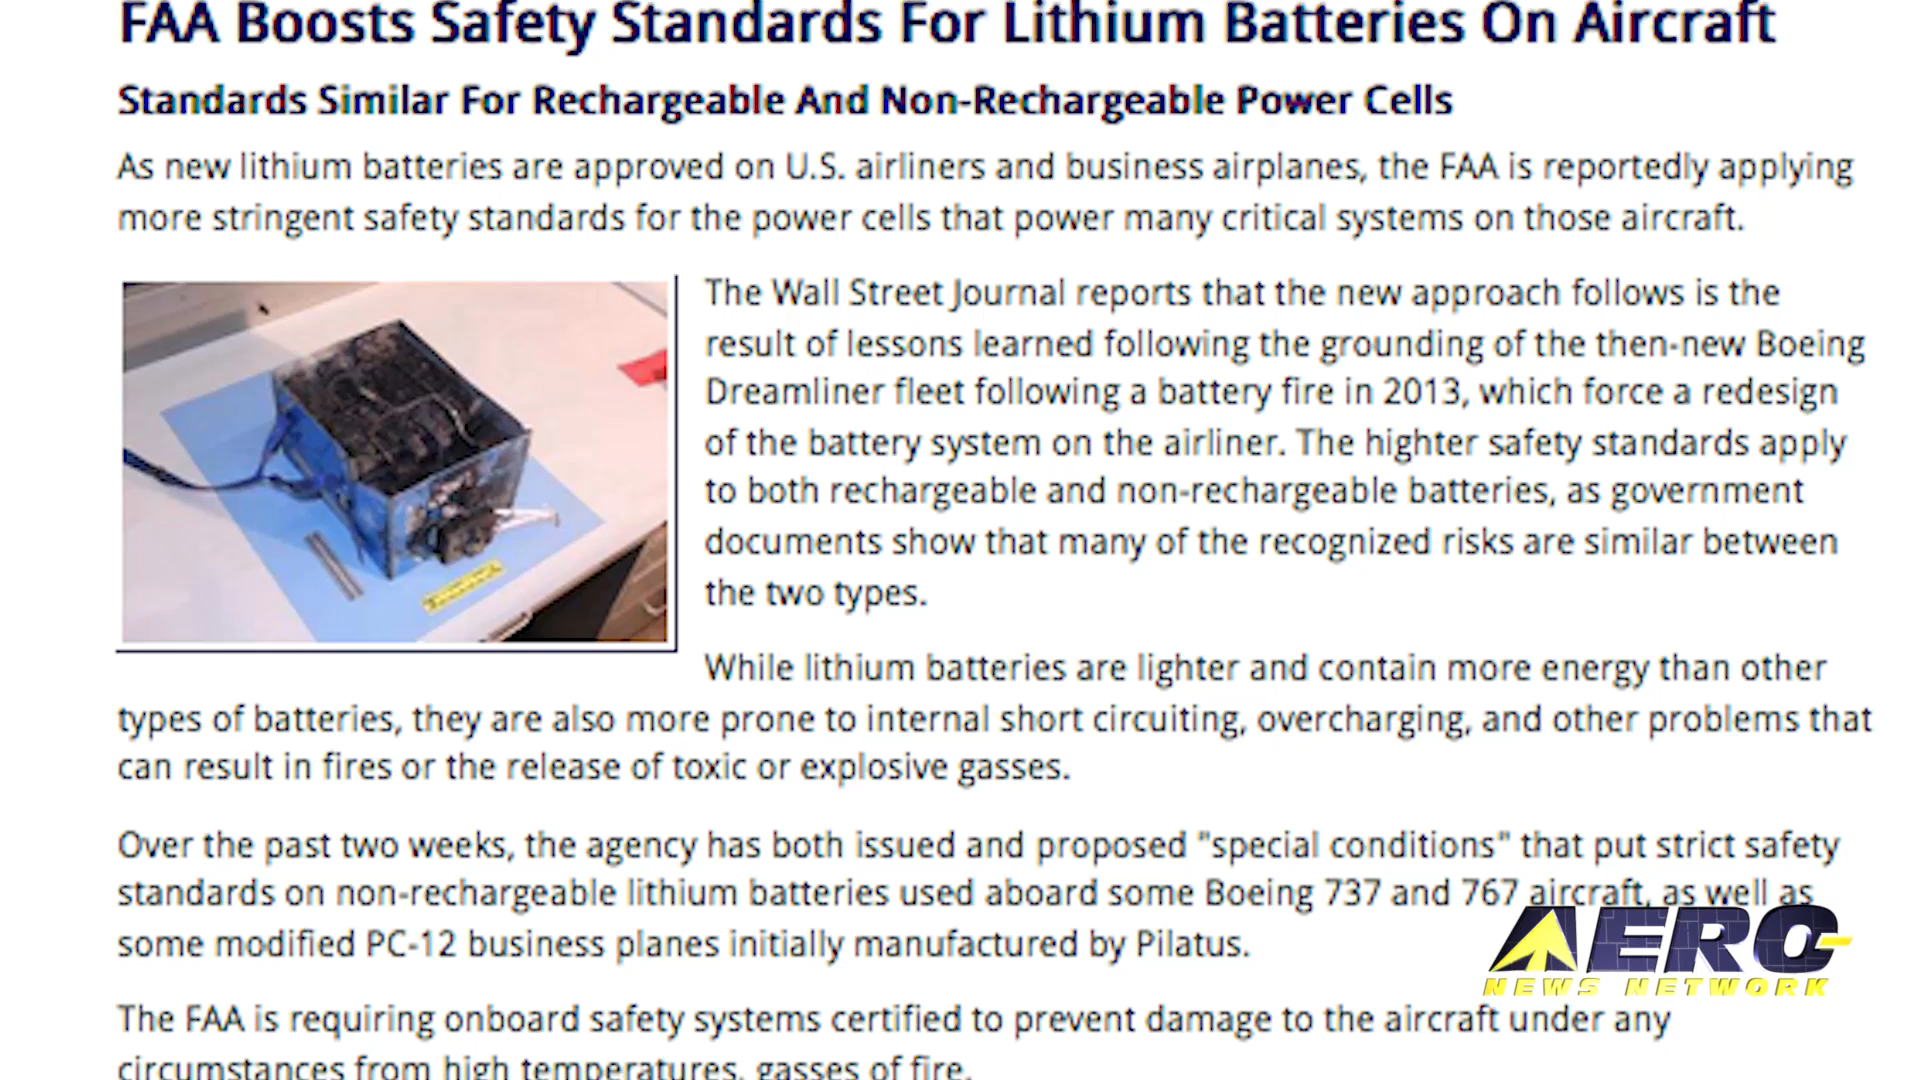 FAA Boosts Safety Standards For Lithium Batteries On Aircraft
Standards Similar For Rechargeable And Non-Rechargeable Power Cells
As new lithium batteries are approved on U.S. airliners and business airplanes, the FAA is reportedly applying
more stringent safety standards for the power cells that power many critical systems on those aircraft.
The Wall Street Journal reports that the new approach follows is the
result of lessons learned following the grounding of the then-new Boeing
Dreamliner fleet following a battery fire in 2013, which force a redesign
of the battery system on the airliner. The highter safety standards apply
to both rechargeable and non-rechargeable batteries, as government
documents show that many of the recognized risks are similar between
the two types.
While lithium batteries are lighter and contain more energy than other
types of batteries, they are also more prone to internal short circuiting, overcharging, and other problems that
can result in fires or the release of toxic or explosive gasses.
Over the past two weeks, the agency has both issued and proposed "special conditions" that put strict safety
standards on non-rechargeable lithium batteries used aboard some Boeing 737 and 767 aircraft, as well as
some modified PC-12 business planes initially manufactured by Pilatus.
AERO
NEWS NETWORK
The FAA is requiring onboard safety systems certified to prevent damage to the aircraft under any
circumstances from high temperatures, gasses of fire.